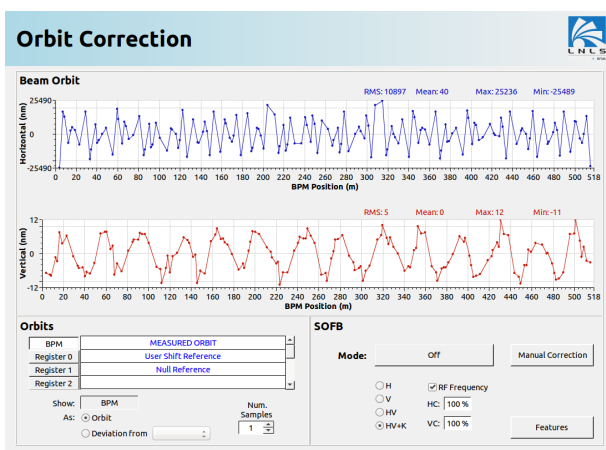 Orbit Correction
LNLS
Beam Orbit
RMS: 10897 Mean: 40 Max: 25236 Min: -25489
Horizontal (nm)
25490
0
-25490
0 20 40 60 80 100 120 140 160 180 200 220 240 260 280 300 320 340 360 380 400 420 440 460 480 500 518
BPM Position (m)
RMS: 5 Mean: 0 Max: 12 Min: -11
Vertical (nm)
12
0
-12
0 20 40 60 80 100 120 140 160 180 200 220 240 260 280 300 320 340 360 380 400 420 440 460 480 500 518
BPM Position (m)
Orbits
BPM MEASURED ORBIT
Register 0 User Shift Reference
Register 1 Null Reference
Register 2
Show: BPM
As: Orbit
Deviation from
Num.
Samples
1
SOFB
Mode: Off Manual Correction
H
V
HV
HV+K
RF Frequency
HC: 100 %
VC: 100 %
Features